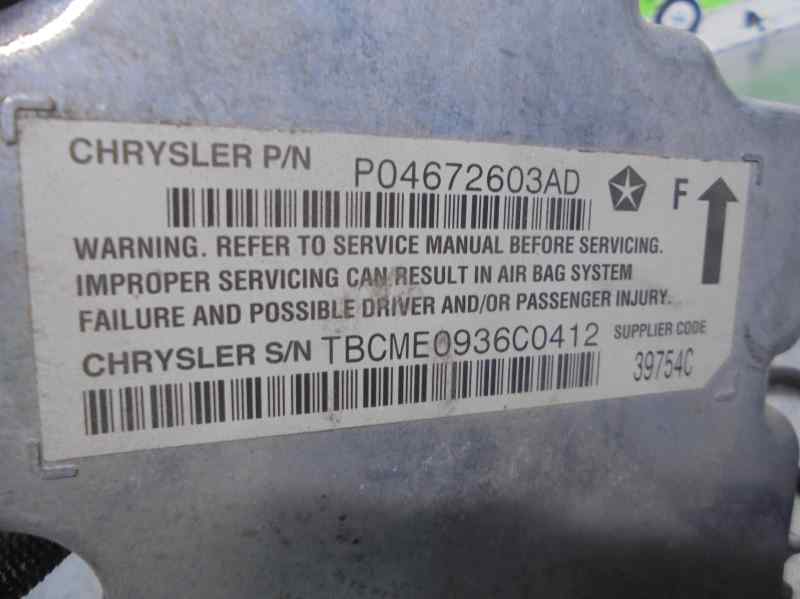 CHRYSLER P/N P04672603AD F
WARNING. REFER TO SERVICE MANUAL BEFORE SERVICING.
IMPROPER SERVICING CAN RESULT IN AIR BAG SYSTEM
FAILURE AND POSSIBLE DRIVER AND/OR PASSENGER INJURY.
CHRYSLER S/N TBCME0936C0412 SUPPLIER CODE
39754C